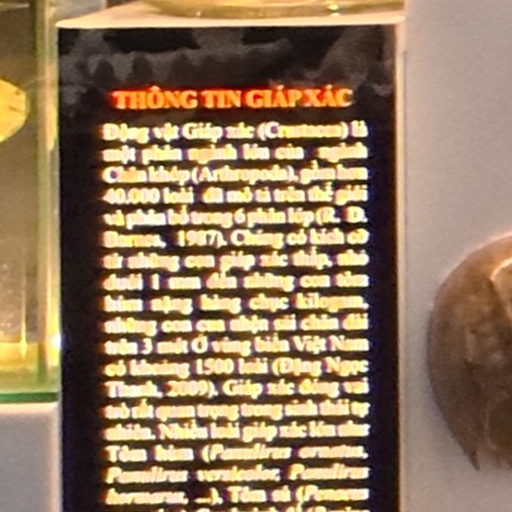 THÔNG TIN GIÁP XÁC
Động vật Giáp xác (Crustacea) là
một phân ngành lớn của ngành
Chân khớp (Arthropoda), gồm hơn
40.000 loài đã mô tả trên thế giới
và phân bố trong 6 phân lớp (R. D.
Barnes, 1987). Chúng có kích cỡ
từ những con giáp xác thấp, nhỏ
dưới 1 mm đến những con tôm
hùm nặng hàng chục kilogam,
những con cua nhện sải chân dài
trên 3 mét Ở vùng biển Việt Nam
có khoảng 1500 loài (Đặng Ngọc
Thanh, 2009). Giáp xác đóng vai
trò rất quan trọng trong sinh thái tự
nhiên. Nhiều loài giáp xác lớn như
Tôm hùm (Panulirus ornatus,
Panulirus versicolor, Panulirus
homarus, ...), Tôm sú (Penaeus